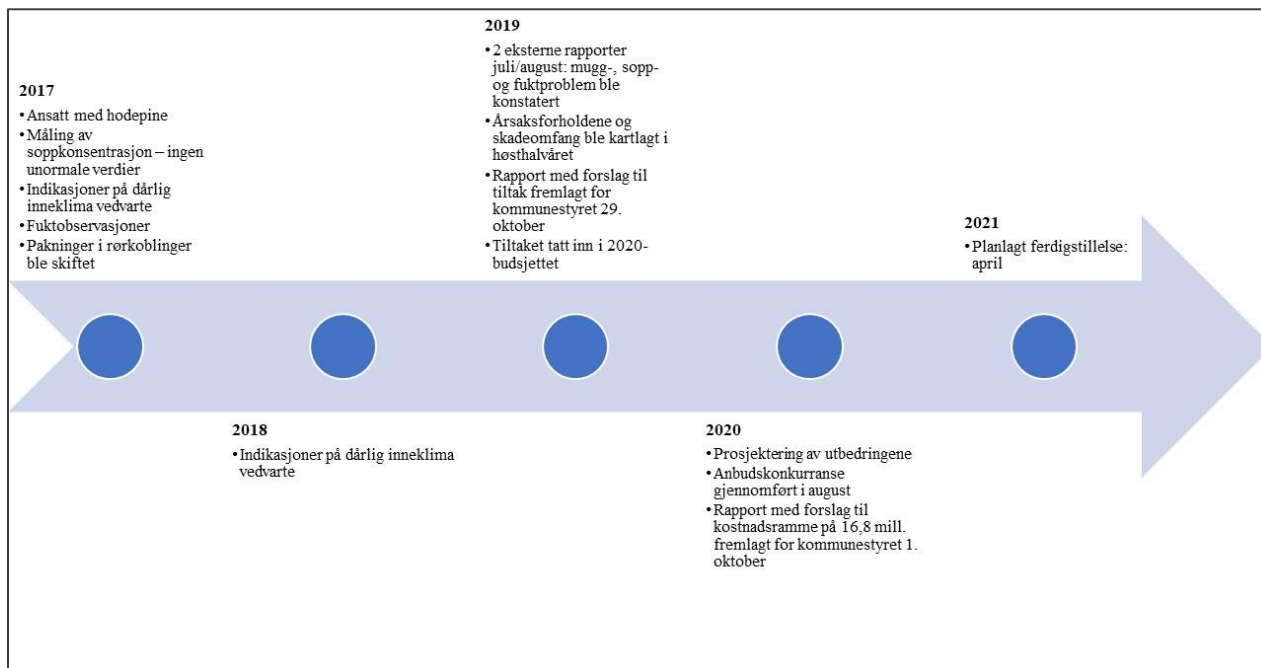 2017
•Ansatt med hodepine
•Måling av
soppkonsentrasjon – ingen
unormale verdier
•Indikasjoner på dårlig
inneklima vedvarte
•Fuktobservasjoner
•Pakninger i rørkoblinger
ble skiftet
2018
•Indikasjoner på dårlig inneklima
vedvarte
2019
•2 eksterne rapporter
juli/august: mugg-, sopp-
og fuktproblem ble
konstatert
•Årsaksforholdene og
skadeomfang ble kartlagt i
høsthalvåret
•Rapport med forslag til
tiltak fremlagt for
kommunestyret 29.
oktober
•Tiltaket tatt inn i 2020-
budsjettet
2020
•Prosjektering av utbedringene
•Anbudskonkurranse
gjennomført i august
•Rapport med forslag til
kostnadsramme på 16,8 mill.
fremlagt for kommunestyret 1.
oktober
2021
•Planlagt ferdigstillelse:
april